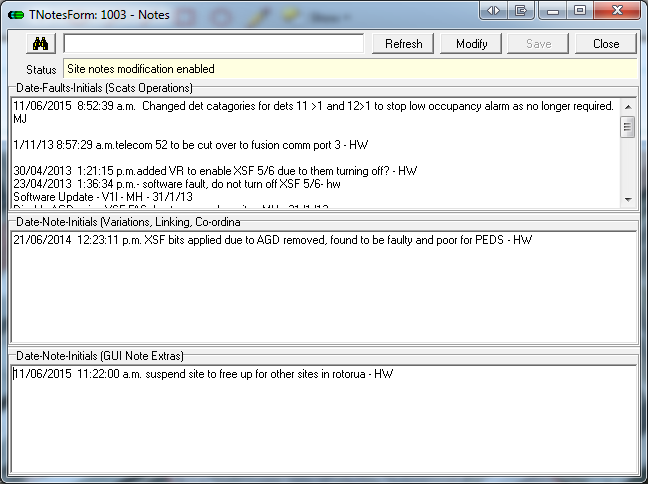 TNotesForm: 1003 - Notes
Refresh
Modify
Save
Close
Status
Site notes modification enabled
Date-Faults-Initials (Scats Operations)
11/06/2015 8:52:39 a.m. Changed det catagories for dets 11 >1 and 12>1 to stop low occupancy alarm as no longer required.
MJ
1/11/13 8:57:29 a.m.telecom 52 to be cut over to fusion comm port 3 - HW
30/04/2013 1:21:15 p.m.added VR to enable XSF 5/6 due to them turning off? - HW
23/04/2013 1:36:34 p.m.- software fault, do not turn off XSF 5/6- hw
Software Update - V1I - MH - 31/1/13
Date-Note-Initials (Variations, Linking, Co-ordina
21/06/2014 12:23:11 p.m. XSF bits applied due to AGD removed, found to be faulty and poor for PEDS - HW
Date-Note-Initials (GUI Note Extras)
11/06/2015 11:22:00 a.m. suspend site to free up for other sites in rotorua - HW